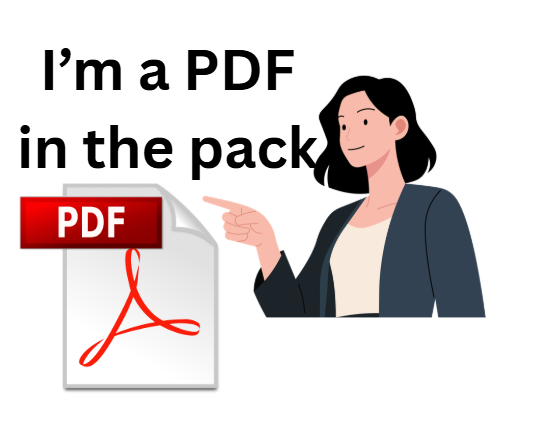 I’m a PDF
in the pack
PDF